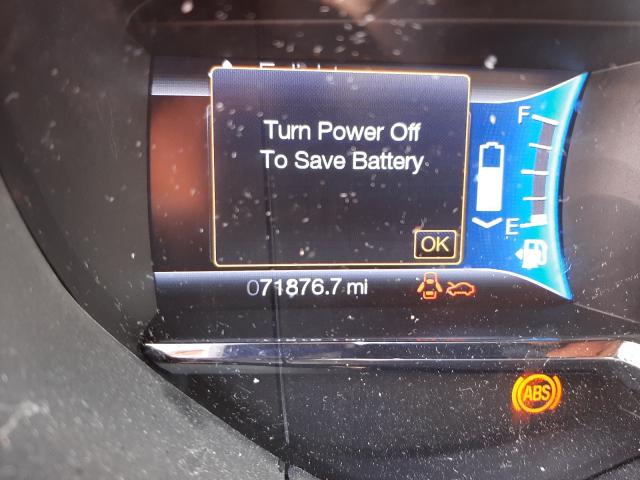 Turn Power Off
To Save Battery
F
E
OK
071876.7 mi
ABS